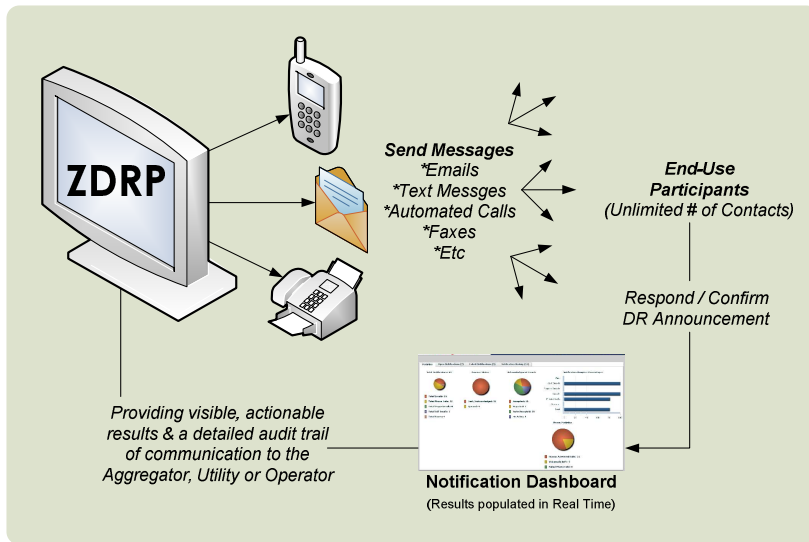 ZDRP
Send Messages
*Emails
*Text Messges
*Automated Calls
*Faxes
*Etc
End-Use
Participants
(Unlimited # of Contacts)
Respond / Confirm
DR Announcement
Providing visible, actionable
results & a detailed audit trail
of communication to the
Aggregator, Utility or Operator
Notification Dashboard
(Results populated in Real Time)